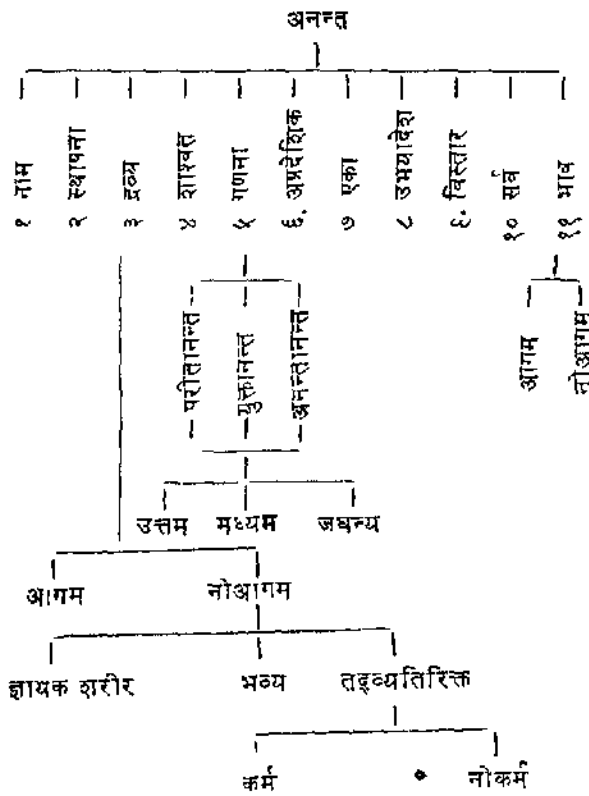 अनन्त
१ नाम
२ स्थापना
३ द्रव्य
४ शाश्वत
५ गणना
६. अप्रदेशिक
७ एका
८ उभयादेश
९. विस्तार
१० सर्व
११ भाव
परीतानन्त
युक्तानन्त
अनन्तानन्त
आगम
नोआगम
उत्तम मध्यम जघन्य
आगम नोआगम
ज्ञायक शरीर भव्य तद्व्यतिरिक्त
कर्म नोकर्म